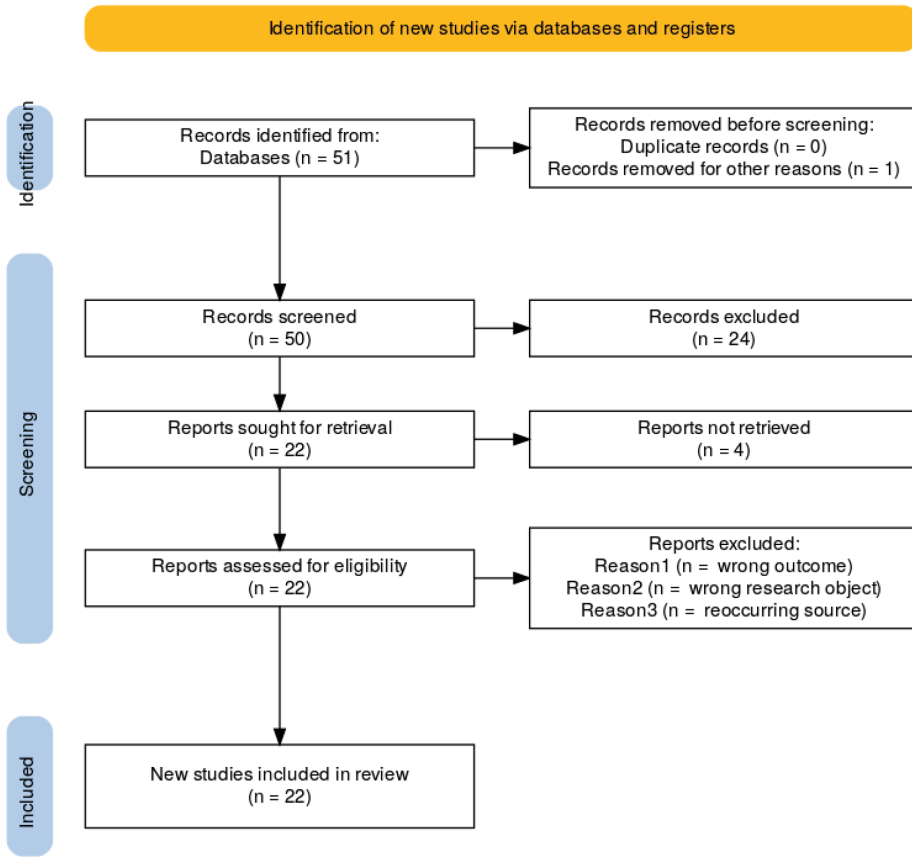 Identification of new studies via databases and registers
Identification
Records identified from:
Databases (n = 51)
Records removed before screening:
Duplicate records (n = 0)
Records removed for other reasons (n = 1)
Screening
Records screened
(n = 50)
Records excluded
(n = 24)
Reports sought for retrieval
(n = 22)
Reports not retrieved
(n = 4)
Reports assessed for eligibility
(n = 22)
Reports excluded:
Reason1 (n = wrong outcome)
Reason2 (n = wrong research object)
Reason3 (n = reoccurring source)
Included
New studies included in review
(n = 22)